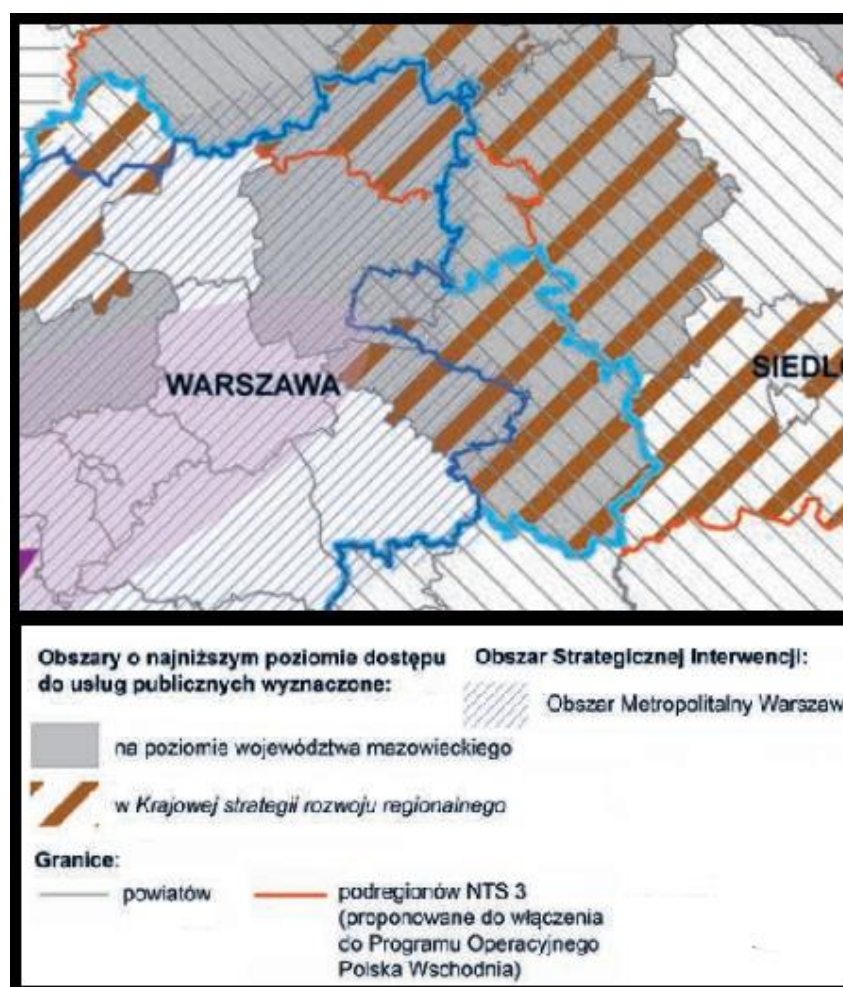 WARSZAWA
SIEDL
Obszary o najniższym poziomie dostępu
do usług publicznych wyznaczone:
na poziomie województwa mazowieckiego
w Krajowej strategii rozwoju regionalnego
Granice:
powiatów
podregionów NTS 3
(proponowane do włączenia
do Programu Operacyjnego
Polska Wschodnia)
Obszar Strategicznej Interwencji:
Obszar Metropolitalny Warszaw